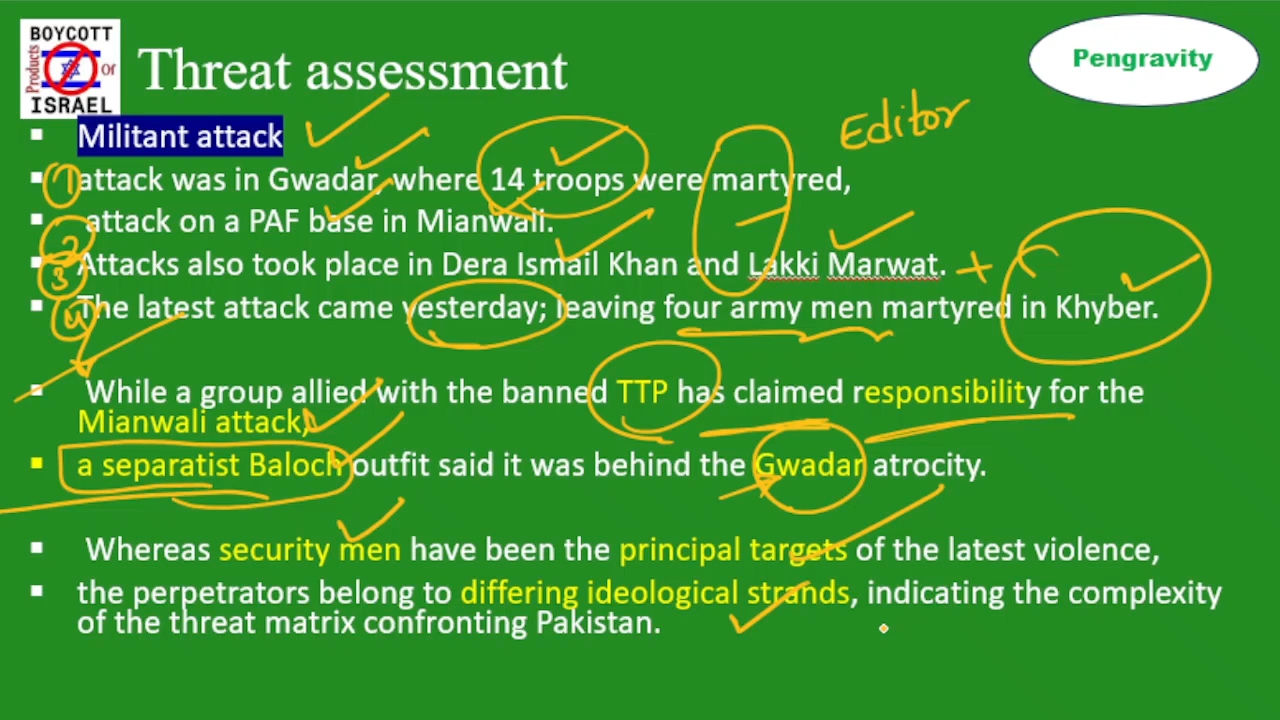 BOYCOTT
Products
or
ISRAEL
Threat assessment
Pengravity
Editor
Militant attack
1 attack was in Gwadar, where 14 troops were martyred,
2 attack on a PAF base in Mianwali.
3 Attacks also took place in Dera Ismail Khan and Lakki Marwat. +
4 The latest attack came yesterday; leaving four army men martyred in Khyber.
While a group allied with the banned TTP has claimed responsibility for the
Mianwali attack,
a separatist Baloch outfit said it was behind the Gwadar atrocity.
Whereas security men have been the principal targets of the latest violence,
the perpetrators belong to differing ideological strands, indicating the complexity
of the threat matrix confronting Pakistan.